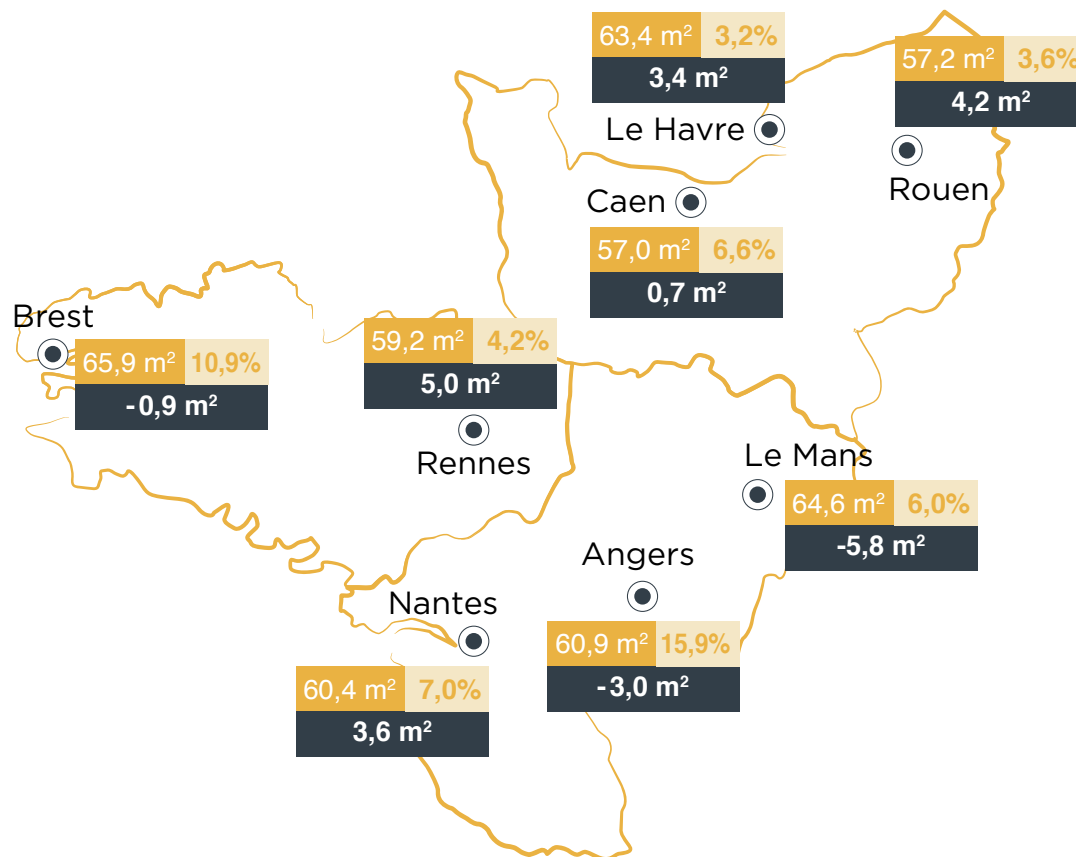 63,4 m² 3,2%
3,4 m²
Le Havre
57,2 m² 3,6%
4,2 m²
Rouen
Caen
57,0 m² 6,6%
0,7 m²
Brest
65,9 m² 10,9%
-0,9 m²
59,2 m² 4,2%
5,0 m²
Rennes
Le Mans
64,6 m² 6,0%
-5,8 m²
Angers
60,9 m² 15,9%
-3,0 m²
Nantes
60,4 m² 7,0%
3,6 m²